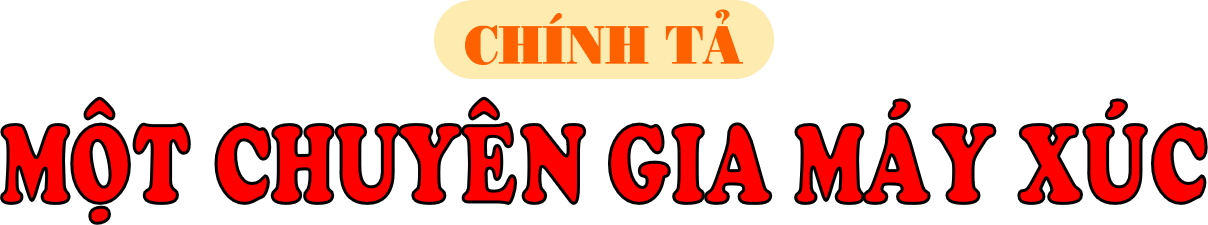 CHÍNH TẢ
MỘT CHUYÊN GIA MÁY XÚC